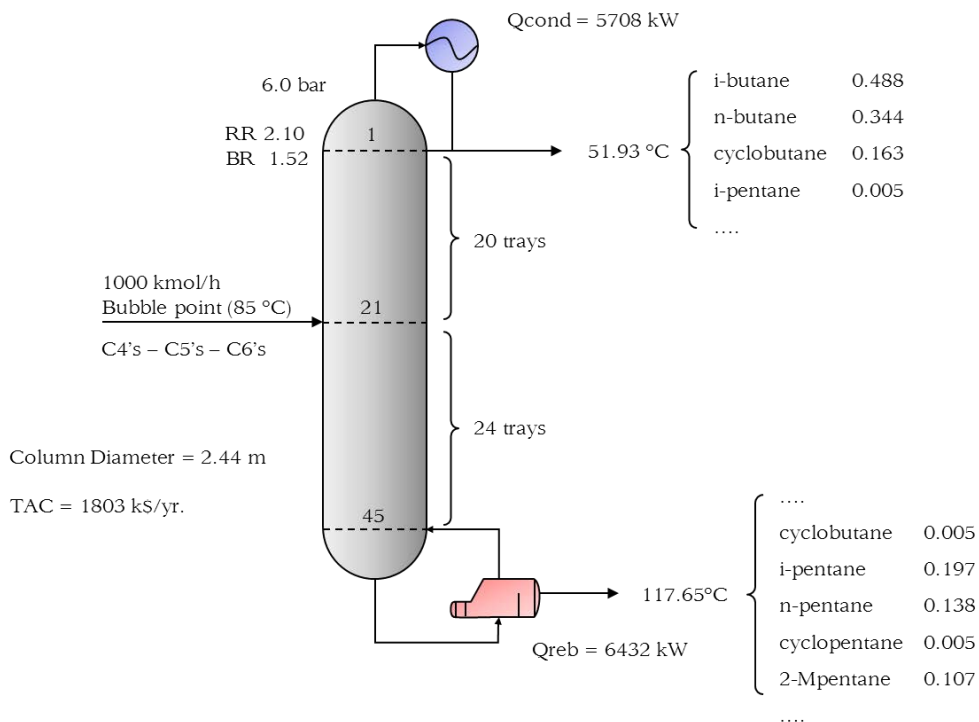 Qcond = 5708 kW
6.0 bar
RR 2.10
BR 1.52
1
51.93 °C
i-butane 0.488
n-butane 0.344
cyclobutane 0.163
i-pentane 0.005
....
20 trays
1000 kmol/h
Bubble point (85 °C)
21
C4's – C5's – C6's
24 trays
Column Diameter = 2.44 m
TAC = 1803 k$/yr.
45
117.65°C
....
cyclobutane 0.005
i-pentane 0.197
n-pentane 0.138
cyclopentane 0.005
2-Mpentane 0.107
....
Qreb = 6432 kW